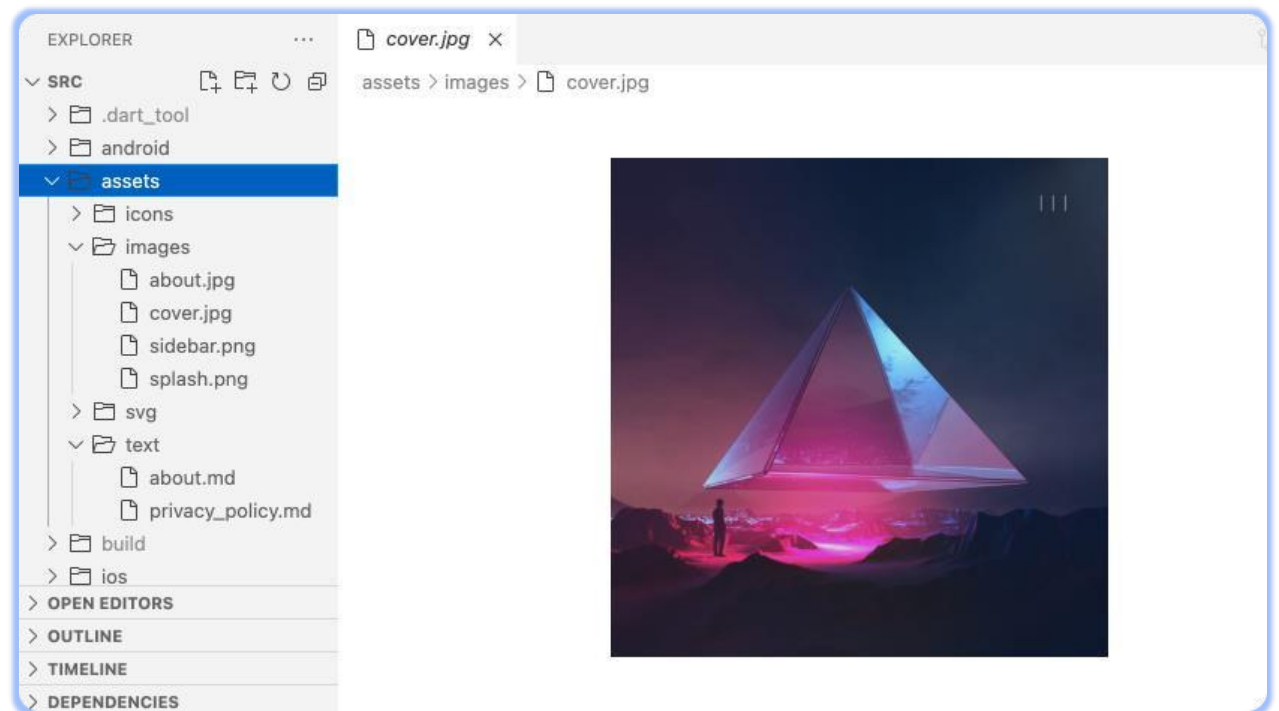 EXPLORER
SRC
.dart_tool
android
assets
icons
images
about.jpg
cover.jpg
sidebar.png
splash.png
svg
text
about.md
privacy_policy.md
build
ios
OPEN EDITORS
OUTLINE
TIMELINE
DEPENDENCIES
cover.jpg
assets > images > cover.jpg